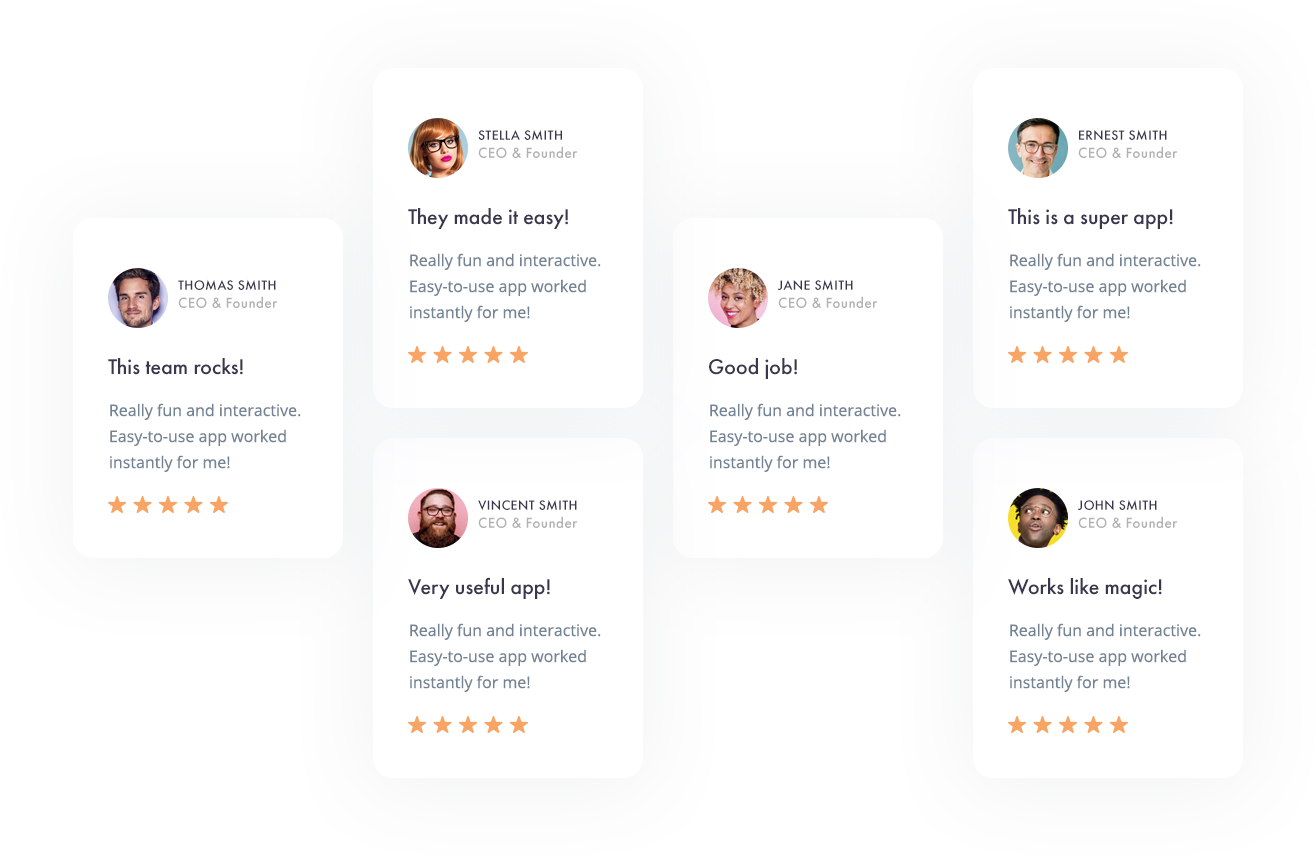 THOMAS SMITH
CEO & Founder
This team rocks!
Really fun and interactive.
Easy-to-use app worked
instantly for me!
STELLA SMITH
CEO & Founder
They made it easy!
Really fun and interactive.
Easy-to-use app worked
instantly for me!
VINCENT SMITH
CEO & Founder
Very useful app!
Really fun and interactive.
Easy-to-use app worked
instantly for me!
JANE SMITH
CEO & Founder
Good job!
Really fun and interactive.
Easy-to-use app worked
instantly for me!
ERNEST SMITH
CEO & Founder
This is a super app!
Really fun and interactive.
Easy-to-use app worked
instantly for me!
JOHN SMITH
CEO & Founder
Works like magic!
Really fun and interactive.
Easy-to-use app worked
instantly for me!